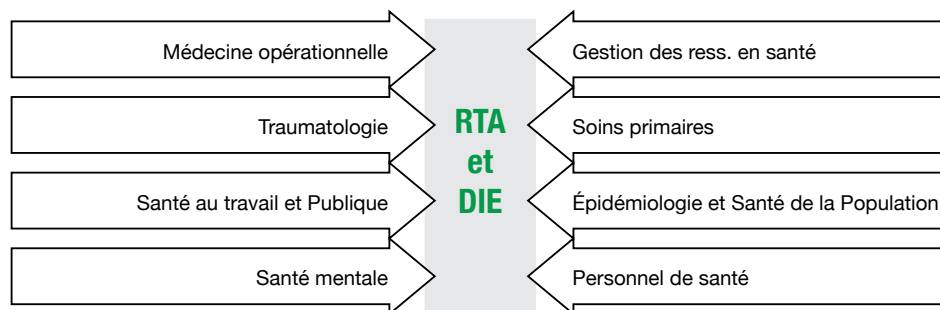 Médecine opérationnelle
Gestion des ress. en santé
Traumatologie
RTA
et
DIE
Soins primaires
Santé au travail et Publique
Épidémiologie et Santé de la Population
Santé mentale
Personnel de santé